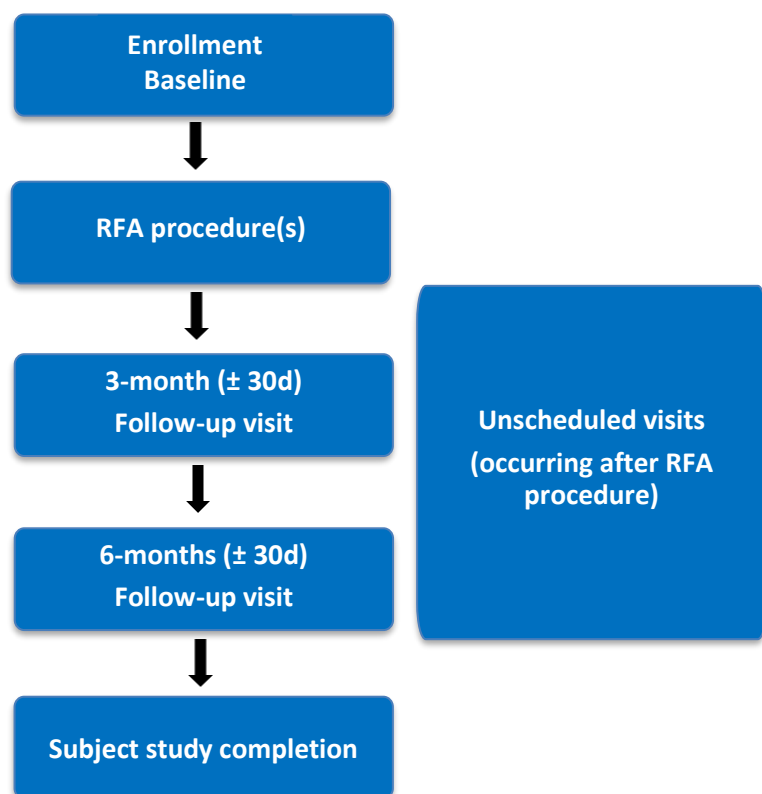 Enrollment
Baseline
RFA procedure(s)
3-month (± 30d)
Follow-up visit
Unscheduled visits
(occurring after RFA
procedure)
6-months (± 30d)
Follow-up visit
Subject study completion